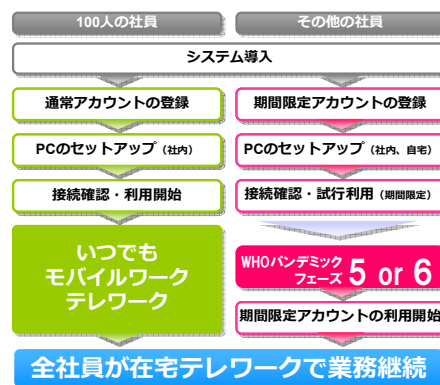 100人の社員
その他の社員
システム導入
通常アカウントの登録
期間限定アカウントの登録
PCのセットアップ（社内）
PCのセットアップ（社内、自宅）
接続確認・利用開始
接続確認・試行利用（期間限定）
いつでも
モバイルワーク
テレワーク
WHOパンデミック
フェーズ 5 or 6
期間限定アカウントの利用開始
全社員が在宅テレワークで業務継続